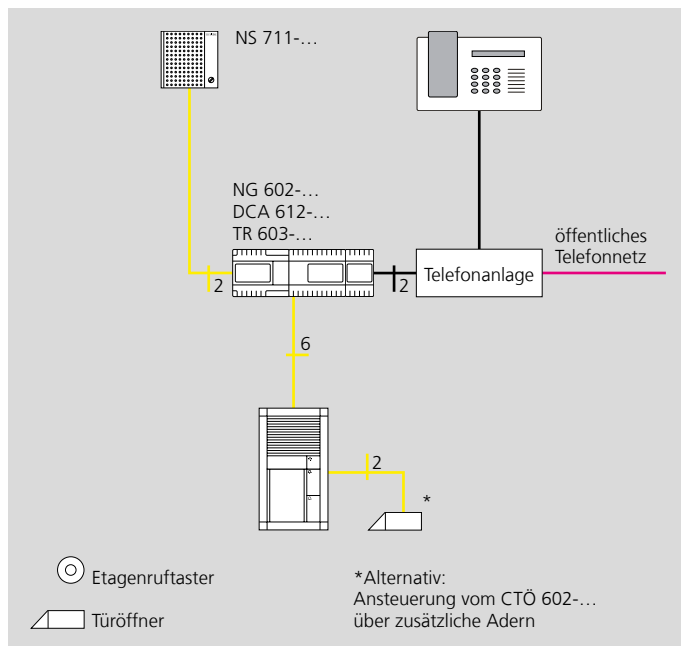 NS 711-…
NG 602-…
DCA 612-…
TR 603-…
öffentliches
Telefonnetz
2
2
Telefonanlage
6
2
*
Etagenruftaster
Türöffner
*Alternativ:
Ansteuerung vom CTÖ 602-…
über zusätzliche Adern